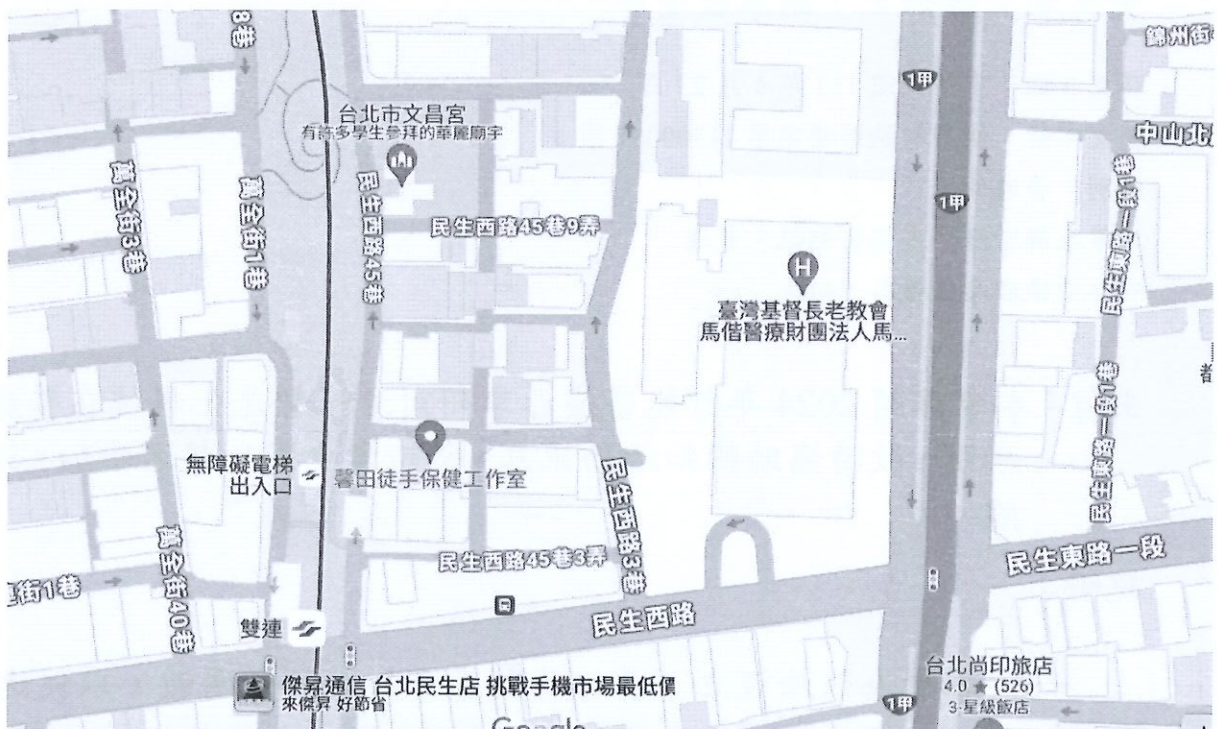 8巷
錦州街
1甲
台北市文昌宮
有許多學生參拜的華麗廟宇
中山北
萬全街3巷
萬全街1巷
民生西路45巷
民生西路45巷9弄
1甲
民生東路一段1巷
臺灣基督長老教會
馬偕醫療財團法人馬...
都
民生東路一段1巷
無障礙電梯
出入口
馨田徒手保健工作室
民生西路3巷
萬全街40巷
街1巷
民生西路45巷3弄
民生東路一段
民生西路
雙連
傑昇通信 台北民生店 挑戰手機市場最低價
來傑昇 好節省
台北尚印旅店
4.0 ★ (526)
3 星級飯店
1甲
Google